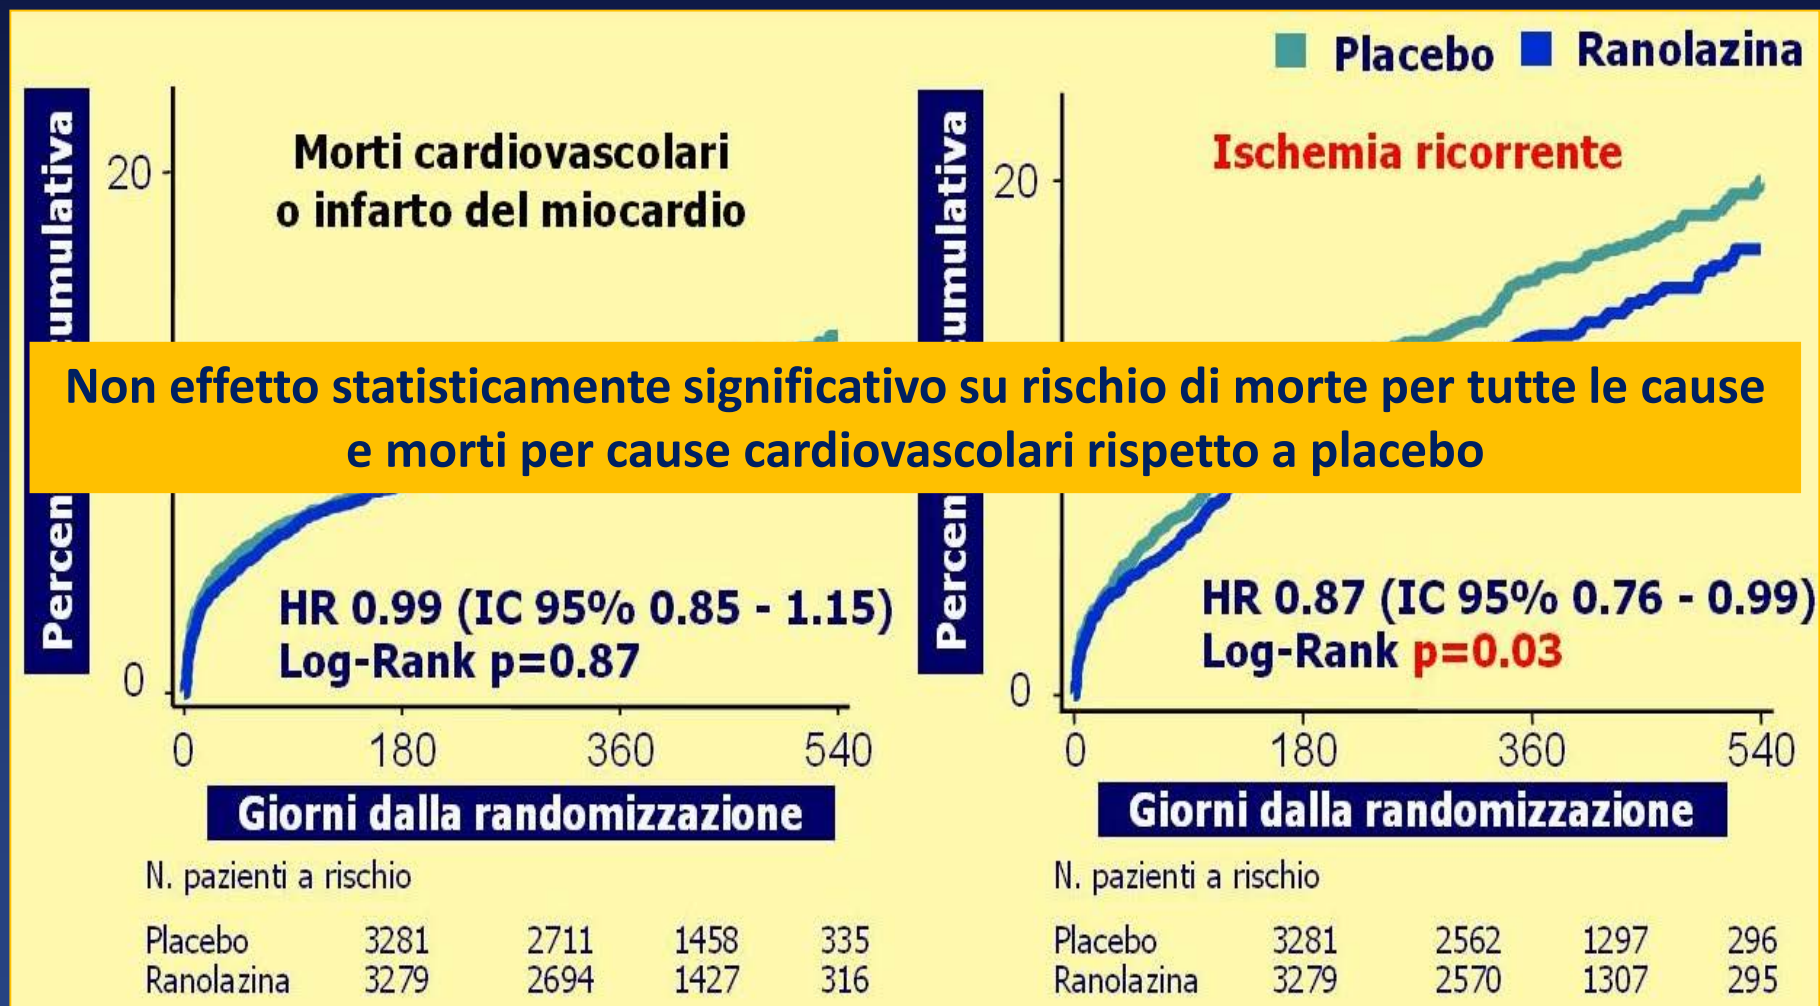 Placebo Ranolazina
Morti cardiovascolari
o infarto del miocardio
20
0
HR 0.99 (IC 95% 0.85 - 1.15)
Log-Rank p=0.87
0 180 360 540
Giorni dalla randomizzazione
N. pazienti a rischio
Placebo 3281 2711 1458 335
Ranolazina 3279 2694 1427 316
Non effetto statisticamente significativo su rischio di morte per tutte le cause
e morti per cause cardiovascolari rispetto a placebo
Ischemia ricorrente
20
0
HR 0.87 (IC 95% 0.76 - 0.99)
Log-Rank p=0.03
0 180 360 540
Giorni dalla randomizzazione
N. pazienti a rischio
Placebo 3281 2562 1297 296
Ranolazina 3279 2570 1307 295